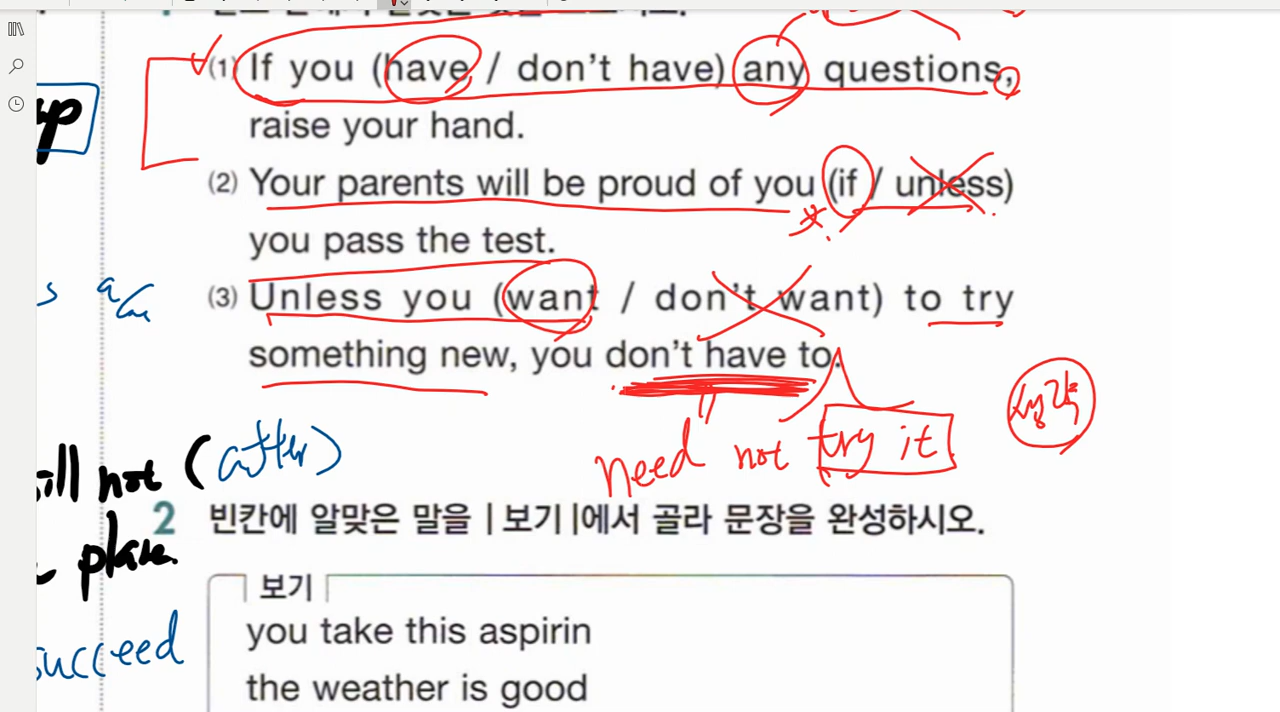 (1) If you (have / don't have) any questions,
raise your hand.
(2) Your parents will be proud of you (if / unless)
you pass the test.
(3) Unless you (want / don't want) to try
something new, you don't have to.
need not try it
생략
not (after)
place.
succeed
2 빈칸에 알맞은 말을 | 보기 |에서 골라 문장을 완성하시오.
보기
you take this aspirin
the weather is good